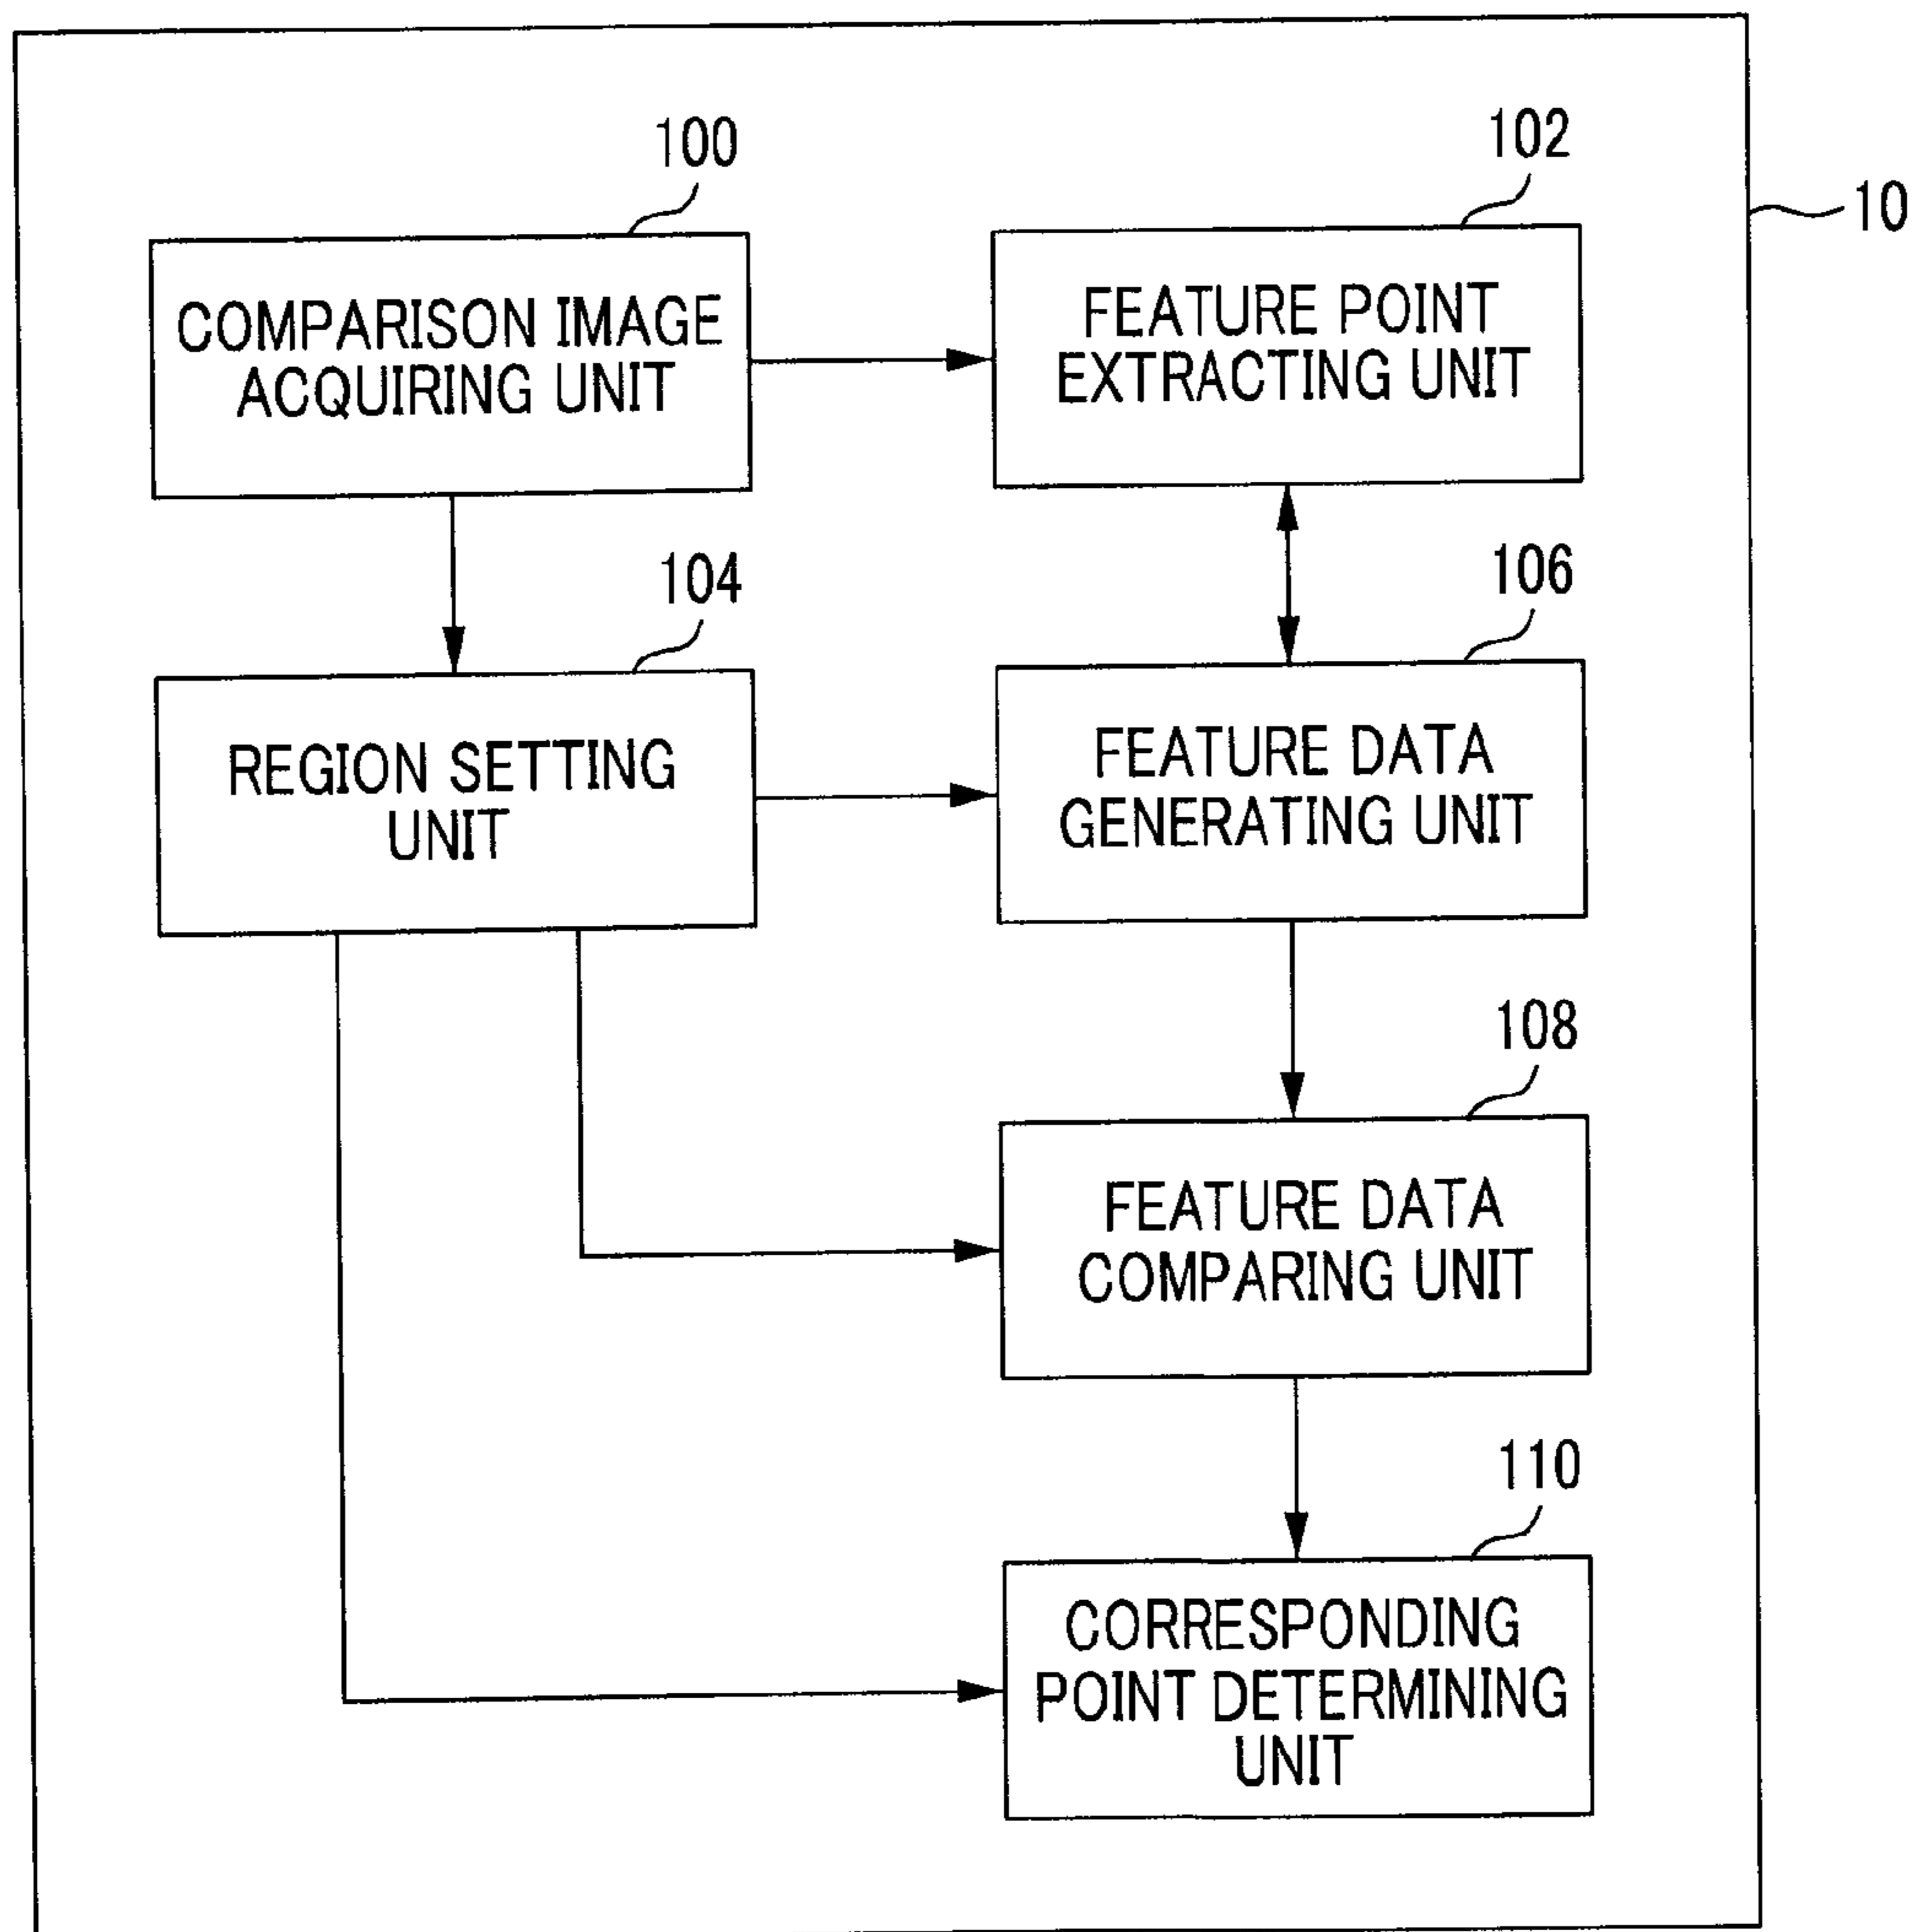 100
102
10
COMPARISON IMAGE
ACQUIRING UNIT
FEATURE POINT
EXTRACTING UNIT
104
106
REGION SETTING
UNIT
FEATURE DATA
GENERATING UNIT
108
FEATURE DATA
COMPARING UNIT
110
CORRESPONDING
POINT DETERMINING
UNIT